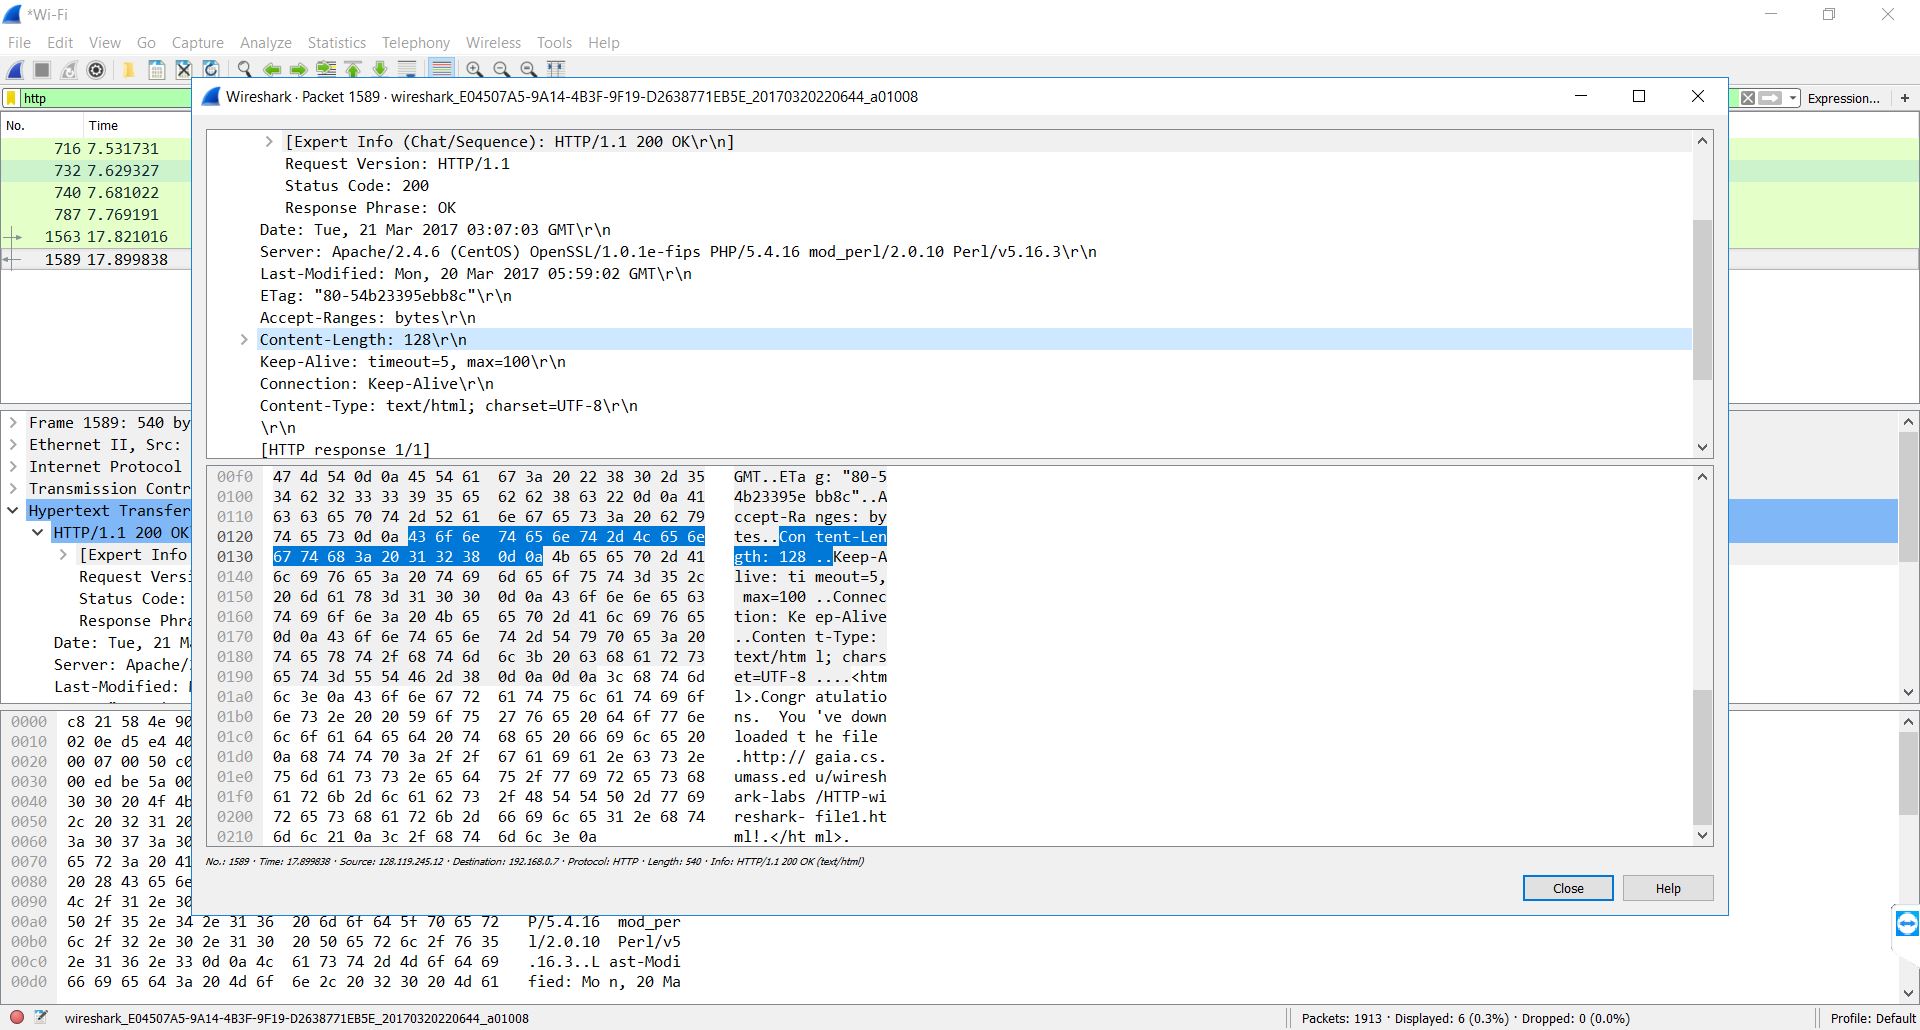 *Wi-Fi
File Edit View Go Capture Analyze Statistics Telephony Wireless Tools Help
http
Expression... +
No. Time
716 7.531731
732 7.629327
740 7.681022
787 7.769191
1563 17.821016
1589 17.899838
Frame 1589: 540 by
Ethernet II, Src:
Internet Protocol
Transmission Contr
Hypertext Transfer
HTTP/1.1 200 OK
[Expert Info
Request Versi
Status Code:
Response Phra
Date: Tue, 21 Ma
Server: Apache/
Last-Modified:
Wireshark · Packet 1589 · wireshark_E04507A5-9A14-4B3F-9F19-D2638771EB5E_20170320220644_a01008
[Expert Info (Chat/Sequence): HTTP/1.1 200 OK\r\n]
Request Version: HTTP/1.1
Status Code: 200
Response Phrase: OK
Date: Tue, 21 Mar 2017 03:07:03 GMT\r\n
Server: Apache/2.4.6 (CentOS) OpenSSL/1.0.1e-fips PHP/5.4.16 mod_perl/2.0.10 Perl/v5.16.3\r\n
Last-Modified: Mon, 20 Mar 2017 05:59:02 GMT\r\n
ETag: "80-54b23395ebb8c"\r\n
Accept-Ranges: bytes\r\n
Content-Length: 128\r\n
Keep-Alive: timeout=5, max=100\r\n
Connection: Keep-Alive\r\n
Content-Type: text/html; charset=UTF-8\r\n
\r\n
[HTTP response 1/1]
00f0 47 4d 54 0d 0a 45 54 61 67 3a 20 22 38 30 2d 35 GMT..ETa g: "80-5
0100 34 62 32 33 33 39 35 65 62 62 38 63 22 0d 0a 41 4b23395e bb8c"..A
0110 63 63 65 70 74 2d 52 61 6e 67 65 73 3a 20 62 79 ccept-Ra nges: by
0120 74 65 73 0d 0a 43 6f 6e 74 65 6e 74 2d 4c 65 6e tes..Con tent-Len
0130 67 74 68 3a 20 31 32 38 0d 0a 4b 65 65 70 2d 41 gth: 128 ..Keep-A
0140 6c 69 76 65 3a 20 74 69 6d 65 6f 75 74 3d 35 2c live: ti meout=5,
0150 20 6d 61 78 3d 31 30 30 0d 0a 43 6f 6e 6e 65 63 max=100 ..Connec
0160 74 69 6f 6e 3a 20 4b 65 65 70 2d 41 6c 69 76 65 tion: Ke ep-Alive
0170 0d 0a 43 6f 6e 74 65 6e 74 2d 54 79 70 65 3a 20 ..Conten t-Type:
0180 74 65 78 74 2f 68 74 6d 6c 3b 20 63 68 61 72 73 text/htm l; chars
0190 65 74 3d 55 54 46 2d 38 0d 0a 0d 0a 3c 68 74 6d et=UTF-8 ....<htm
01a0 6c 3e 0a 43 6f 6e 67 72 61 74 75 6c 61 74 69 6f l>.Congr atulatio
01b0 6e 73 2e 20 20 59 6f 75 27 76 65 20 64 6f 77 6e ns.  You 've down
01c0 6c 6f 61 64 65 64 20 74 68 65 20 66 69 6c 65 20 loaded t he file
01d0 0a 68 74 74 70 3a 2f 2f 67 61 69 61 2e 63 73 2e .http:// gaia.cs.
01e0 75 6d 61 73 73 2e 65 64 75 2f 77 69 72 65 73 68 umass.ed u/wiresh
01f0 61 72 6b 2d 6c 61 62 73 2f 48 54 54 50 2d 77 69 ark-labs /HTTP-wi
0200 72 65 73 68 61 72 6b 2d 66 69 6c 65 31 2e 68 74 reshark- file1.ht
0210 6d 6c 21 0a 3c 2f 68 74 6d 6c 3e 0a ml!.</ht ml>.
No.: 1589 · Time: 17.899838 · Source: 128.119.245.12 · Destination: 192.168.0.7 · Protocol: HTTP · Length: 540 · Info: HTTP/1.1 200 OK (text/html)
Close Help
0000 c8 21 58 4e 90
0010 02 0e d5 e4 40
0020 00 07 00 50 c0
0030 00 ed be 5a 00
0040 30 30 20 4f 4b
0050 2c 20 32 31 20
0060 3a 30 37 3a 30
0070 65 72 3a 20 41
0080 20 28 43 65 6e
0090 4c 2f 31 2e 30
00a0 50 2f 35 2e 34 2e 31 36 20 6d 6f 64 5f 70 65 72 P/5.4.16 mod_per
00b0 6c 2f 32 2e 30 2e 31 30 20 50 65 72 6c 2f 76 35 l/2.0.10 Perl/v5
00c0 2e 31 36 2e 33 0d 0a 4c 61 73 74 2d 4d 6f 64 69 .16.3..L ast-Modi
00d0 66 69 65 64 3a 20 4d 6f 6e 2c 20 32 30 20 4d 61 fied: Mo n, 20 Ma
wireshark_E04507A5-9A14-4B3F-9F19-D2638771EB5E_20170320220644_a01008
Packets: 1913 · Displayed: 6 (0.3%) · Dropped: 0 (0.0%)
Profile: Default